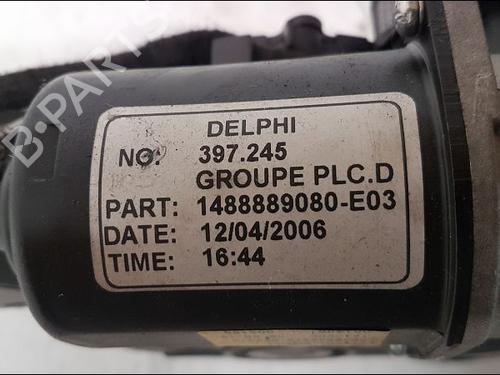 DELPHI
NO: 397.245
GROUPE PLC.D
PART: 1488889080-E03
DATE: 12/04/2006
TIME: 16:44
B-PARTS